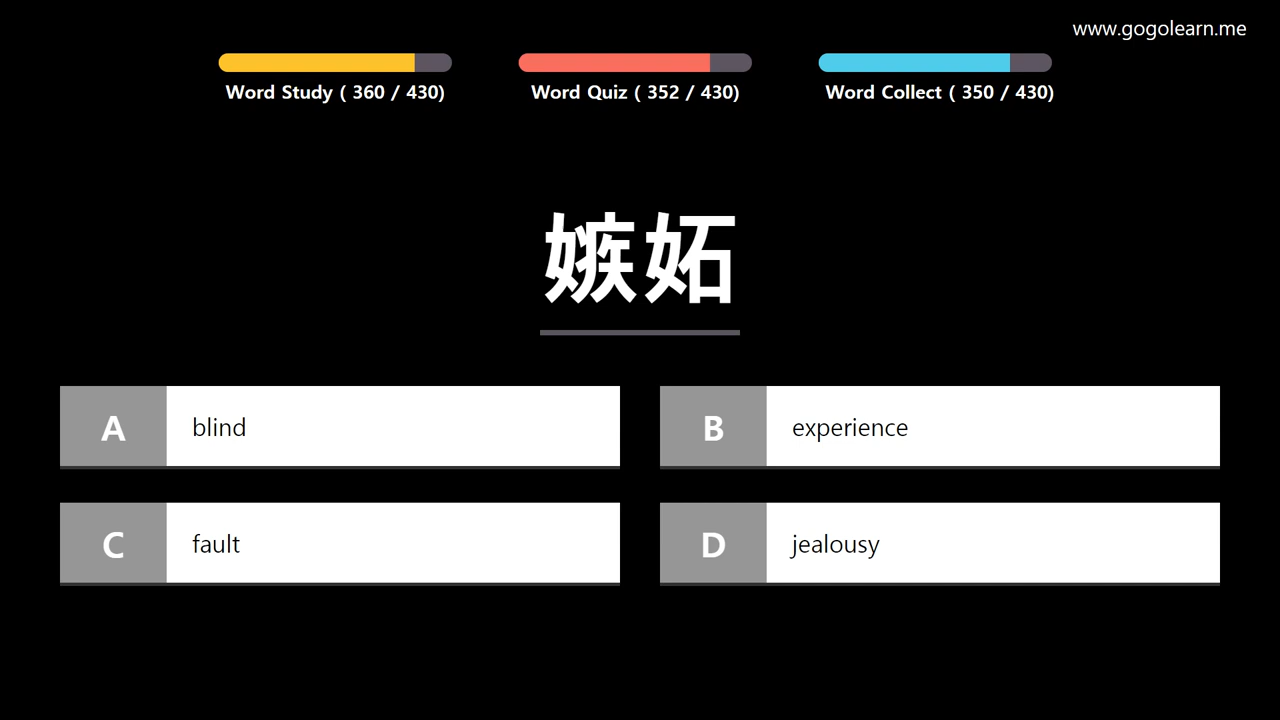 www.gogolearn.me
Word Study ( 360 / 430)
Word Quiz ( 352 / 430)
Word Collect ( 350 / 430)
嫉妬
A blind
B experience
C fault
D jealousy